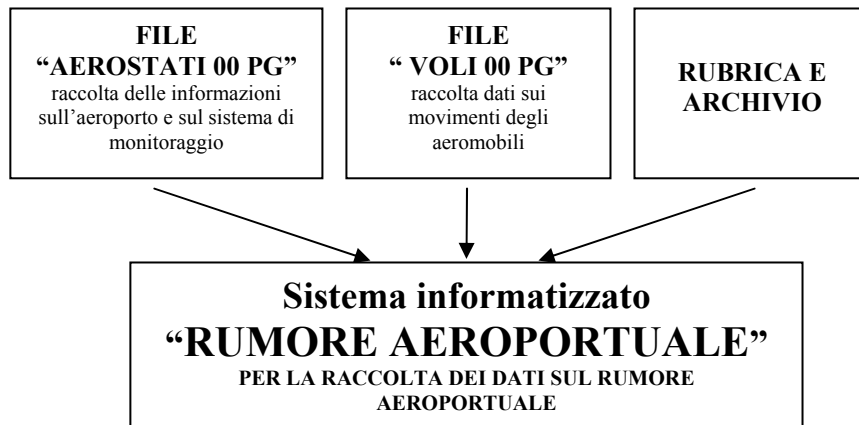 FILE
“AEROSTATI 00 PG”
raccolta delle informazioni
sull’aeroporto e sul sistema di
monitoraggio
FILE
“ VOLI 00 PG”
raccolta dati sui
movimenti degli
aeromobili
RUBRICA E
ARCHIVIO
Sistema informatizzato
“RUMORE AEROPORTUALE”
PER LA RACCOLTA DEI DATI SUL RUMORE
AEROPORTUALE